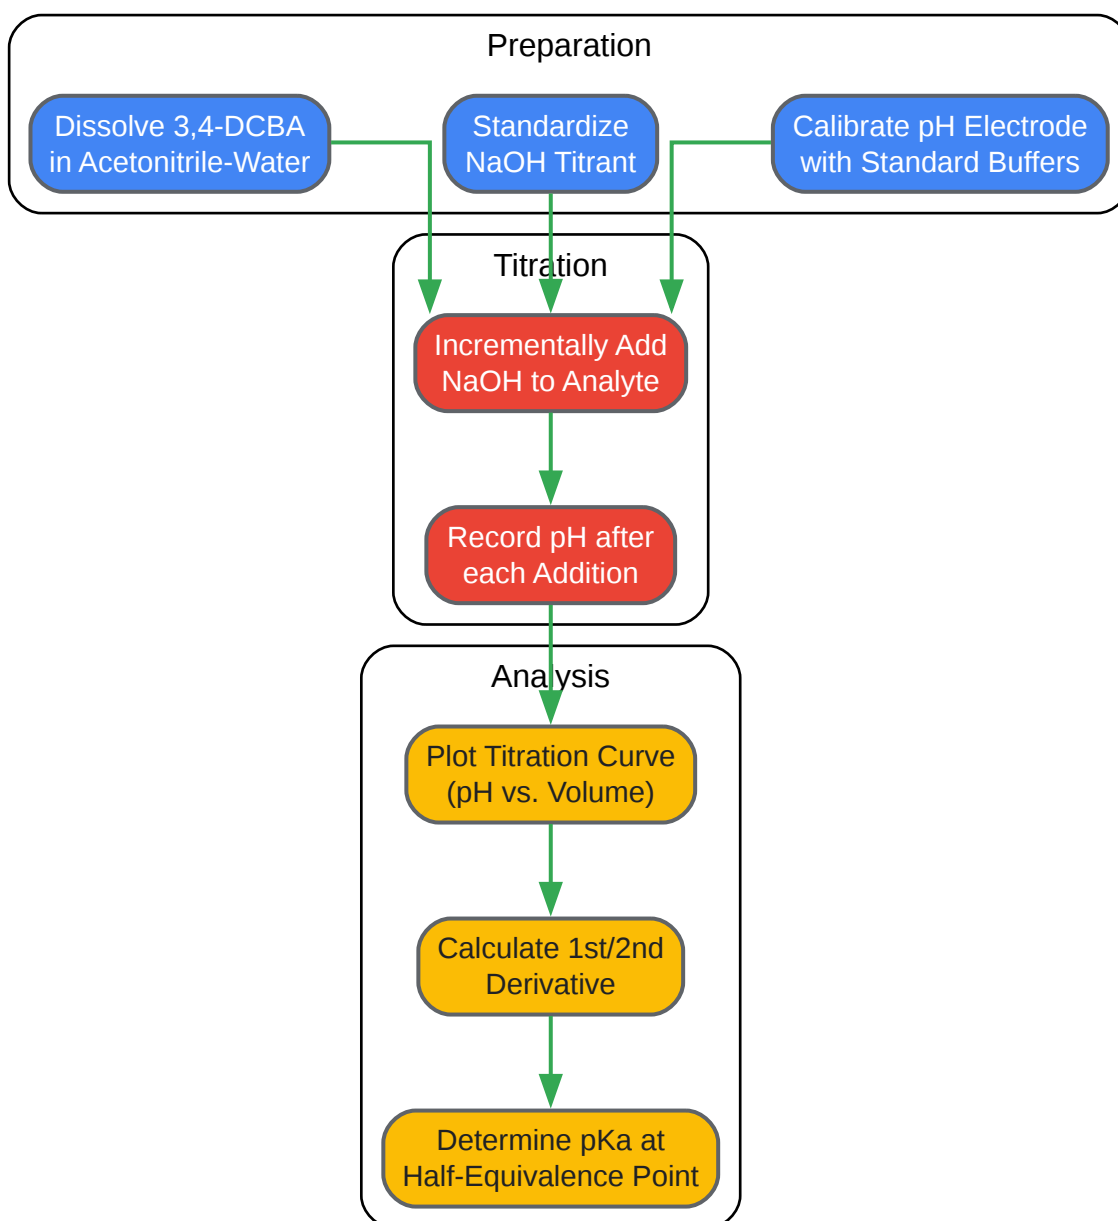 Preparation
Dissolve 3,4-DCBA
in Acetonitrile-Water
Standardize
NaOH Titrant
Calibrate pH Electrode
with Standard Buffers
Titration
Incrementally Add
NaOH to Analyte
Record pH after
each Addition
Analysis
Plot Titration Curve
(pH vs. Volume)
Calculate 1st/2nd
Derivative
Determine pKa at
Half-Equivalence Point